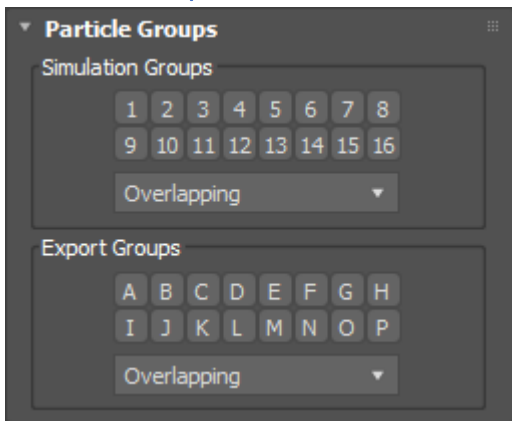 Particle Groups
Simulation Groups
1 2 3 4 5 6 7 8
9 10 11 12 13 14 15 16
Overlapping
Export Groups
A B C D E F G H
I J K L M N O P
Overlapping